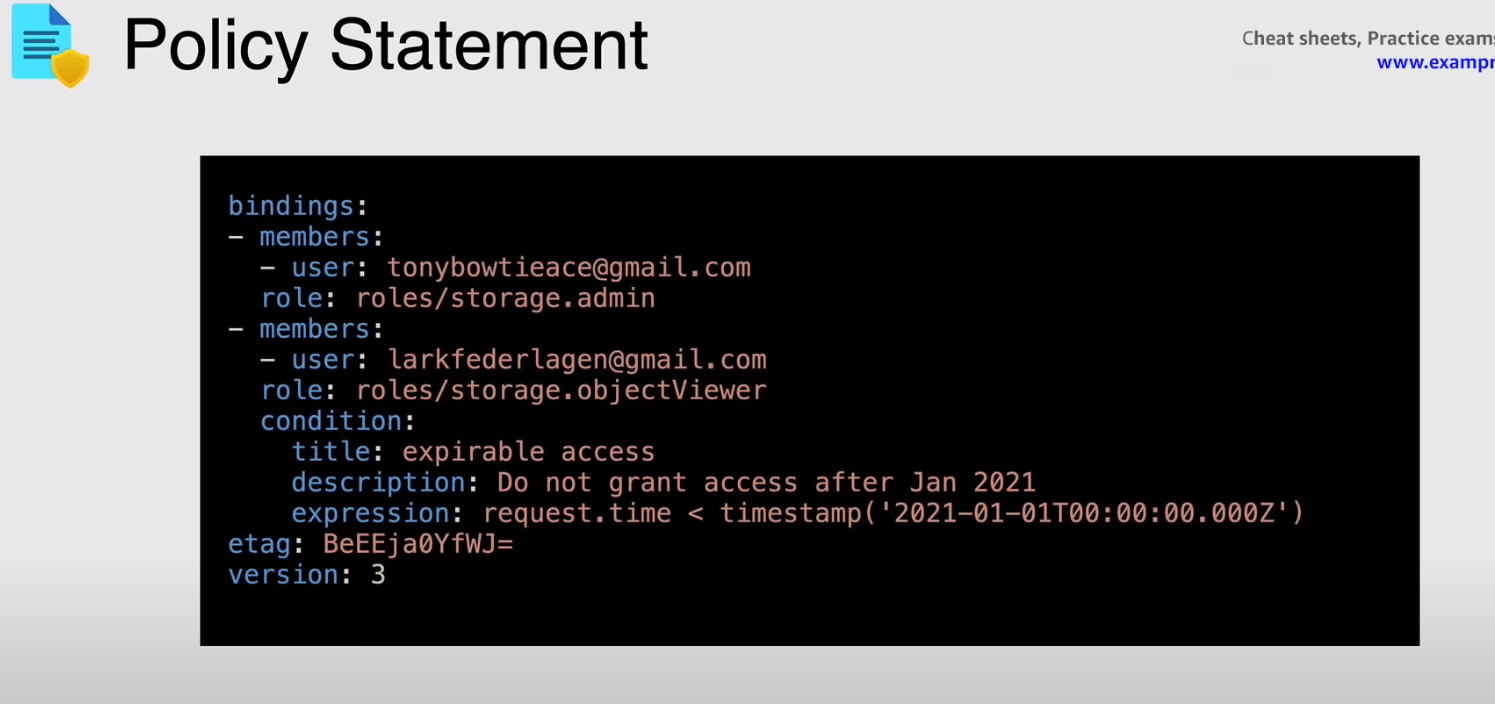 Policy Statement
Cheat sheets, Practice exams
www.exampr
bindings:
- members:
  - user: tonybowtieace@gmail.com
  role: roles/storage.admin
- members:
  - user: larkfederlagen@gmail.com
  role: roles/storage.objectViewer
  condition:
    title: expirable access
    description: Do not grant access after Jan 2021
    expression: request.time < timestamp('2021-01-01T00:00:00.000Z')
etag: BeEEja0YfWJ=
version: 3